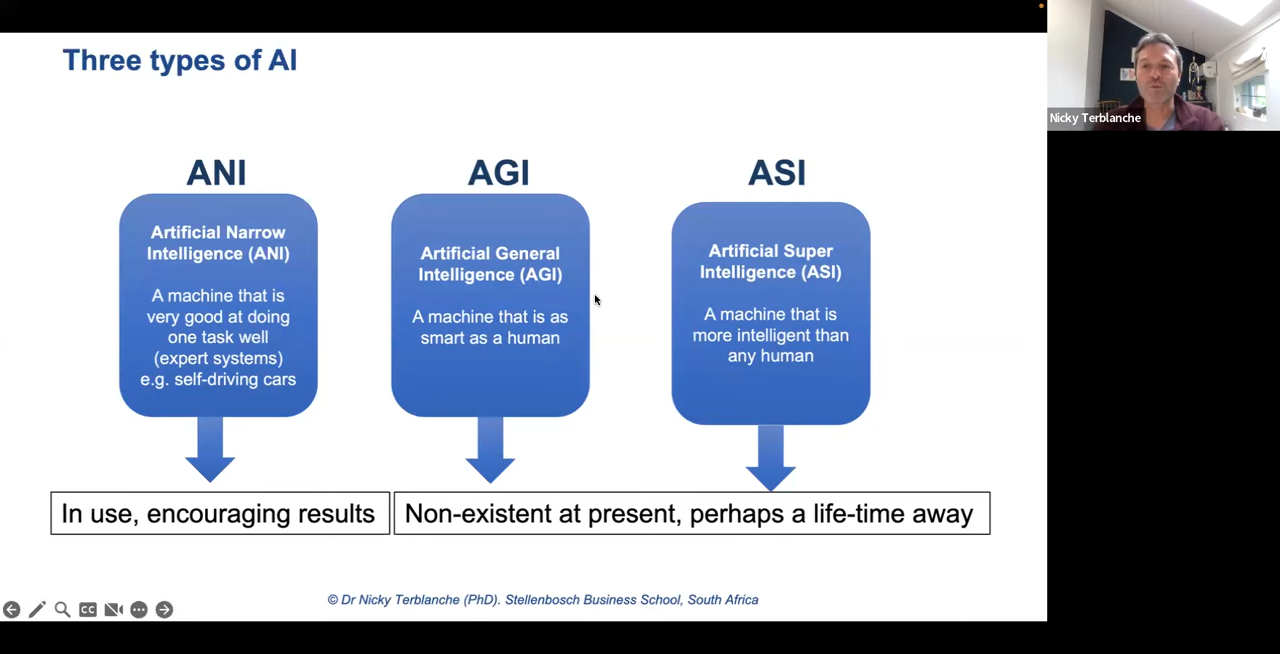 Three types of AI
Nicky Terblanche
ANI
AGI
ASI
Artificial Narrow
Intelligence (ANI)
A machine that is
very good at doing
one task well
(expert systems)
e.g. self-driving cars
Artificial General
Intelligence (AGI)
A machine that is as
smart as a human
Artificial Super
Intelligence (ASI)
A machine that is
more intelligent than
any human
In use, encouraging results
Non-existent at present, perhaps a life-time away
© Dr Nicky Terblanche (PhD). Stellenbosch Business School, South Africa
CC